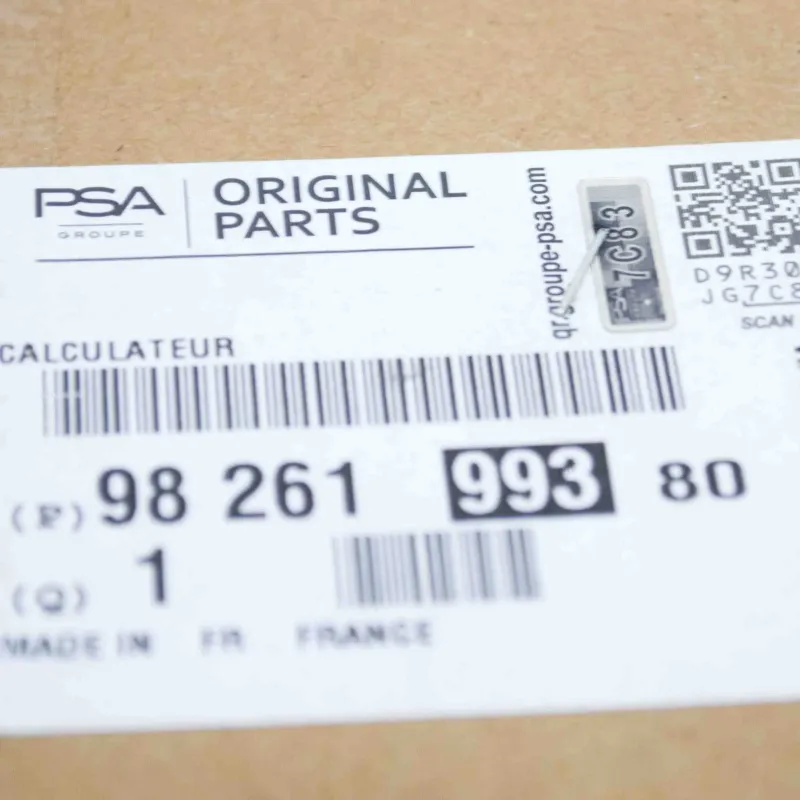 PSA
GROUPE
ORIGINAL
PARTS
qr.groupe-psa.com
PSA 7C83
D9R30
JG7C8
SCAN
CALCULATEUR
(P) 98 261 993 80
(Q) 1
MADE IN FR FRANCE